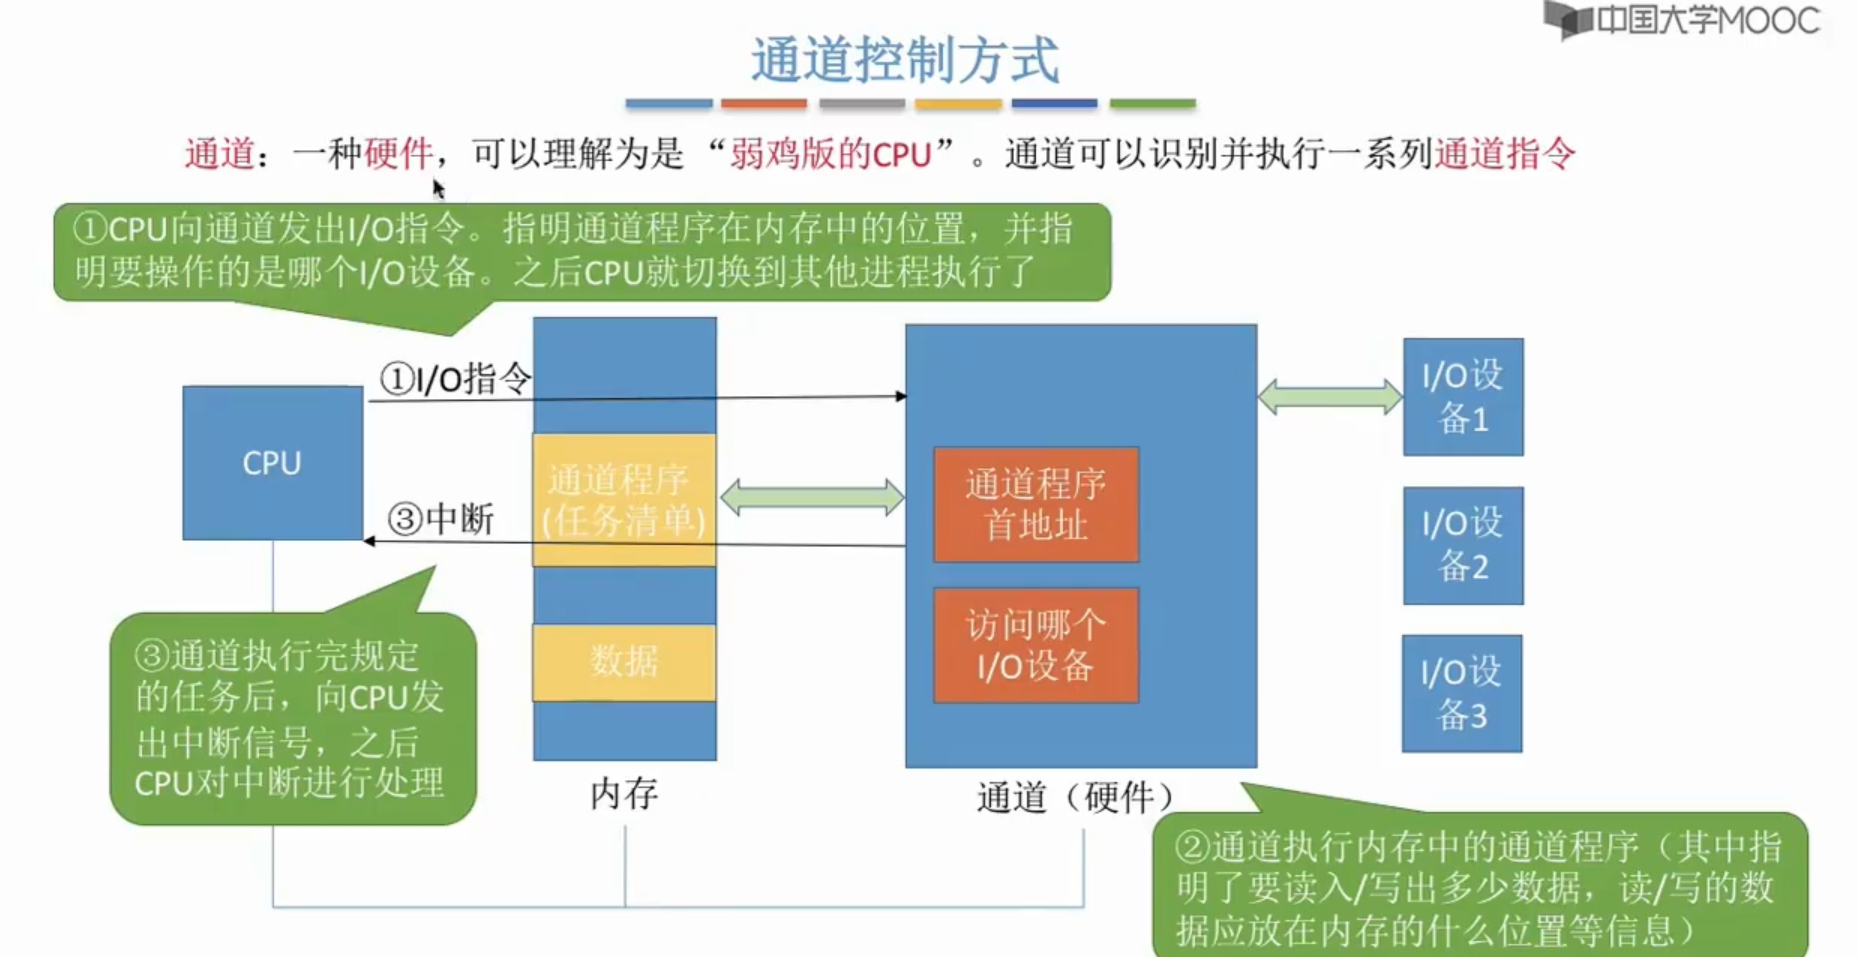 中国大学MOOC
通道控制方式
通道：一种硬件，可以理解为是“弱鸡版的CPU”。通道可以识别并执行一系列通道指令
①CPU向通道发出I/O指令。指明通道程序在内存中的位置，并指
明要操作的是哪个I/O设备。之后CPU就切换到其他进程执行了
①I/O指令
CPU
通道程序
(任务清单)
③中断
数据
内存
通道程序
首地址
访问哪个
I/O设备
通道（硬件）
I/O设
备1
I/O设
备2
I/O设
备3
③通道执行完规定
的任务后，向CPU发
出中断信号，之后
CPU对中断进行处理
②通道执行内存中的通道程序（其中指
明了要读入/写出多少数据，读/写的数
据应放在内存的什么位置等信息）